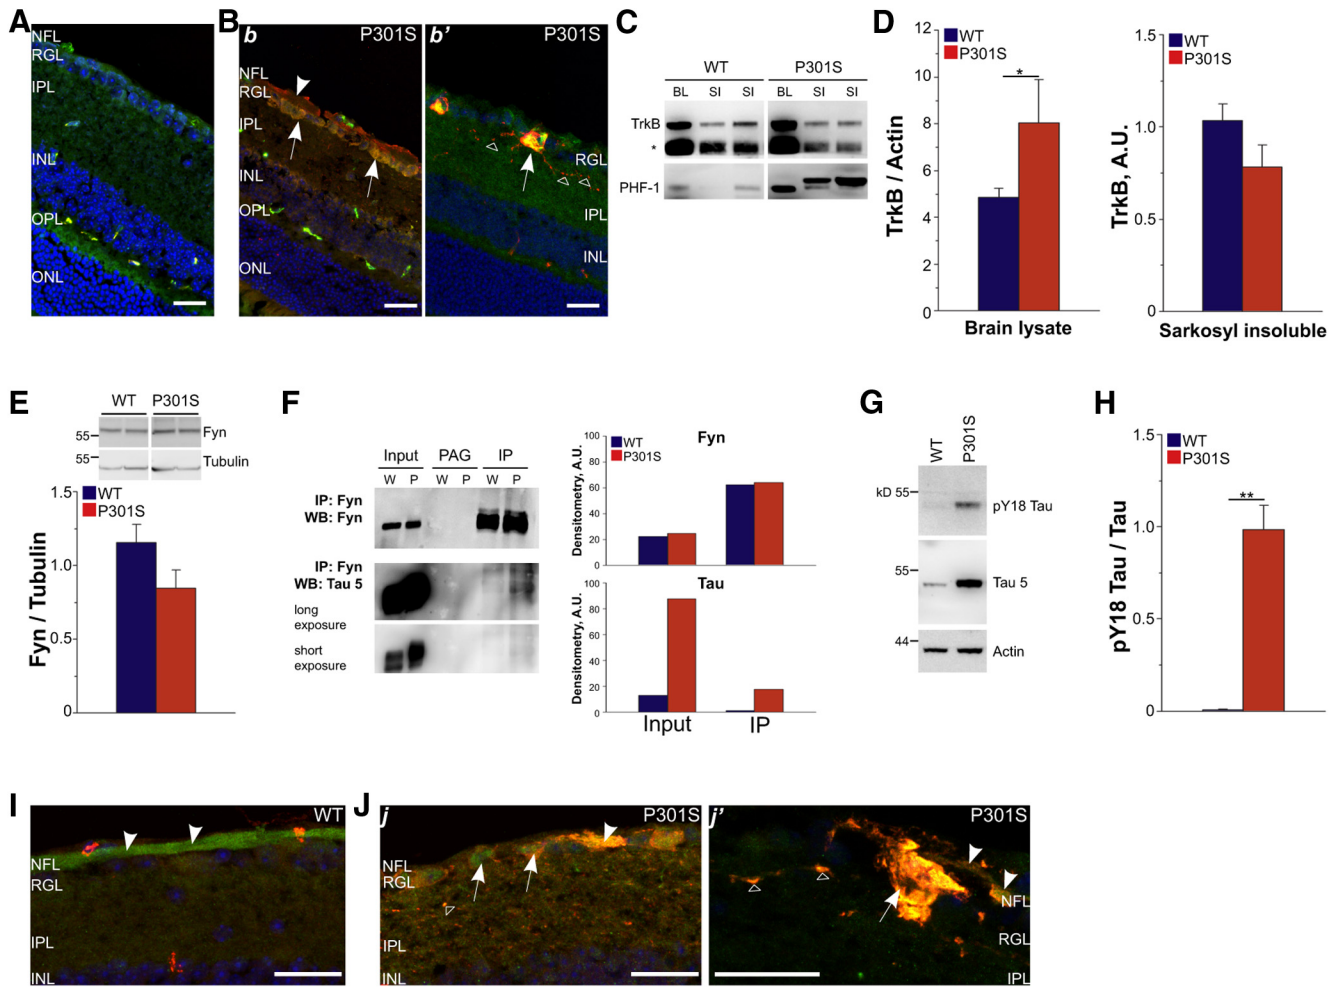 A
NFL
RGL
IPL
INL
OPL
ONL
B
b
P301S
NFL
RGL
IPL
INL
OPL
ONL
b’
P301S
RGL
IPL
INL
C
WT P301S
BL SI SI BL SI SI
TrkB
*
PHF-1
D
WT
P301S
TrkB / Actin
12
10
8
6
4
2
0
*
Brain lysate
WT
P301S
TrkB, A.U.
1.5
1.0
0.5
0
Sarkosyl insoluble
E
WT P301S
55 Fyn
55 Tubulin
WT
P301S
Fyn / Tubulin
1.5
1.0
0.5
0
F
Input PAG IP
W P W P W P
IP: Fyn
WB: Fyn
IP: Fyn
WB: Tau 5
long
exposure
short
exposure
Fyn
WT
P301S
Densitometry, A.U.
100
80
60
40
20
0
Tau
Densitometry, A.U.
100
80
60
40
20
0
Input IP
G
WT P301S
kD 55 pY18 Tau
55 Tau 5
44 Actin
H
WT
P301S
pY18 Tau / Tau
1.5
1.0
0.5
0
**
I
WT
NFL
RGL
IPL
INL
J
j
P301S
NFL
RGL
IPL
INL
j’
P301S
NFL
RGL
IPL